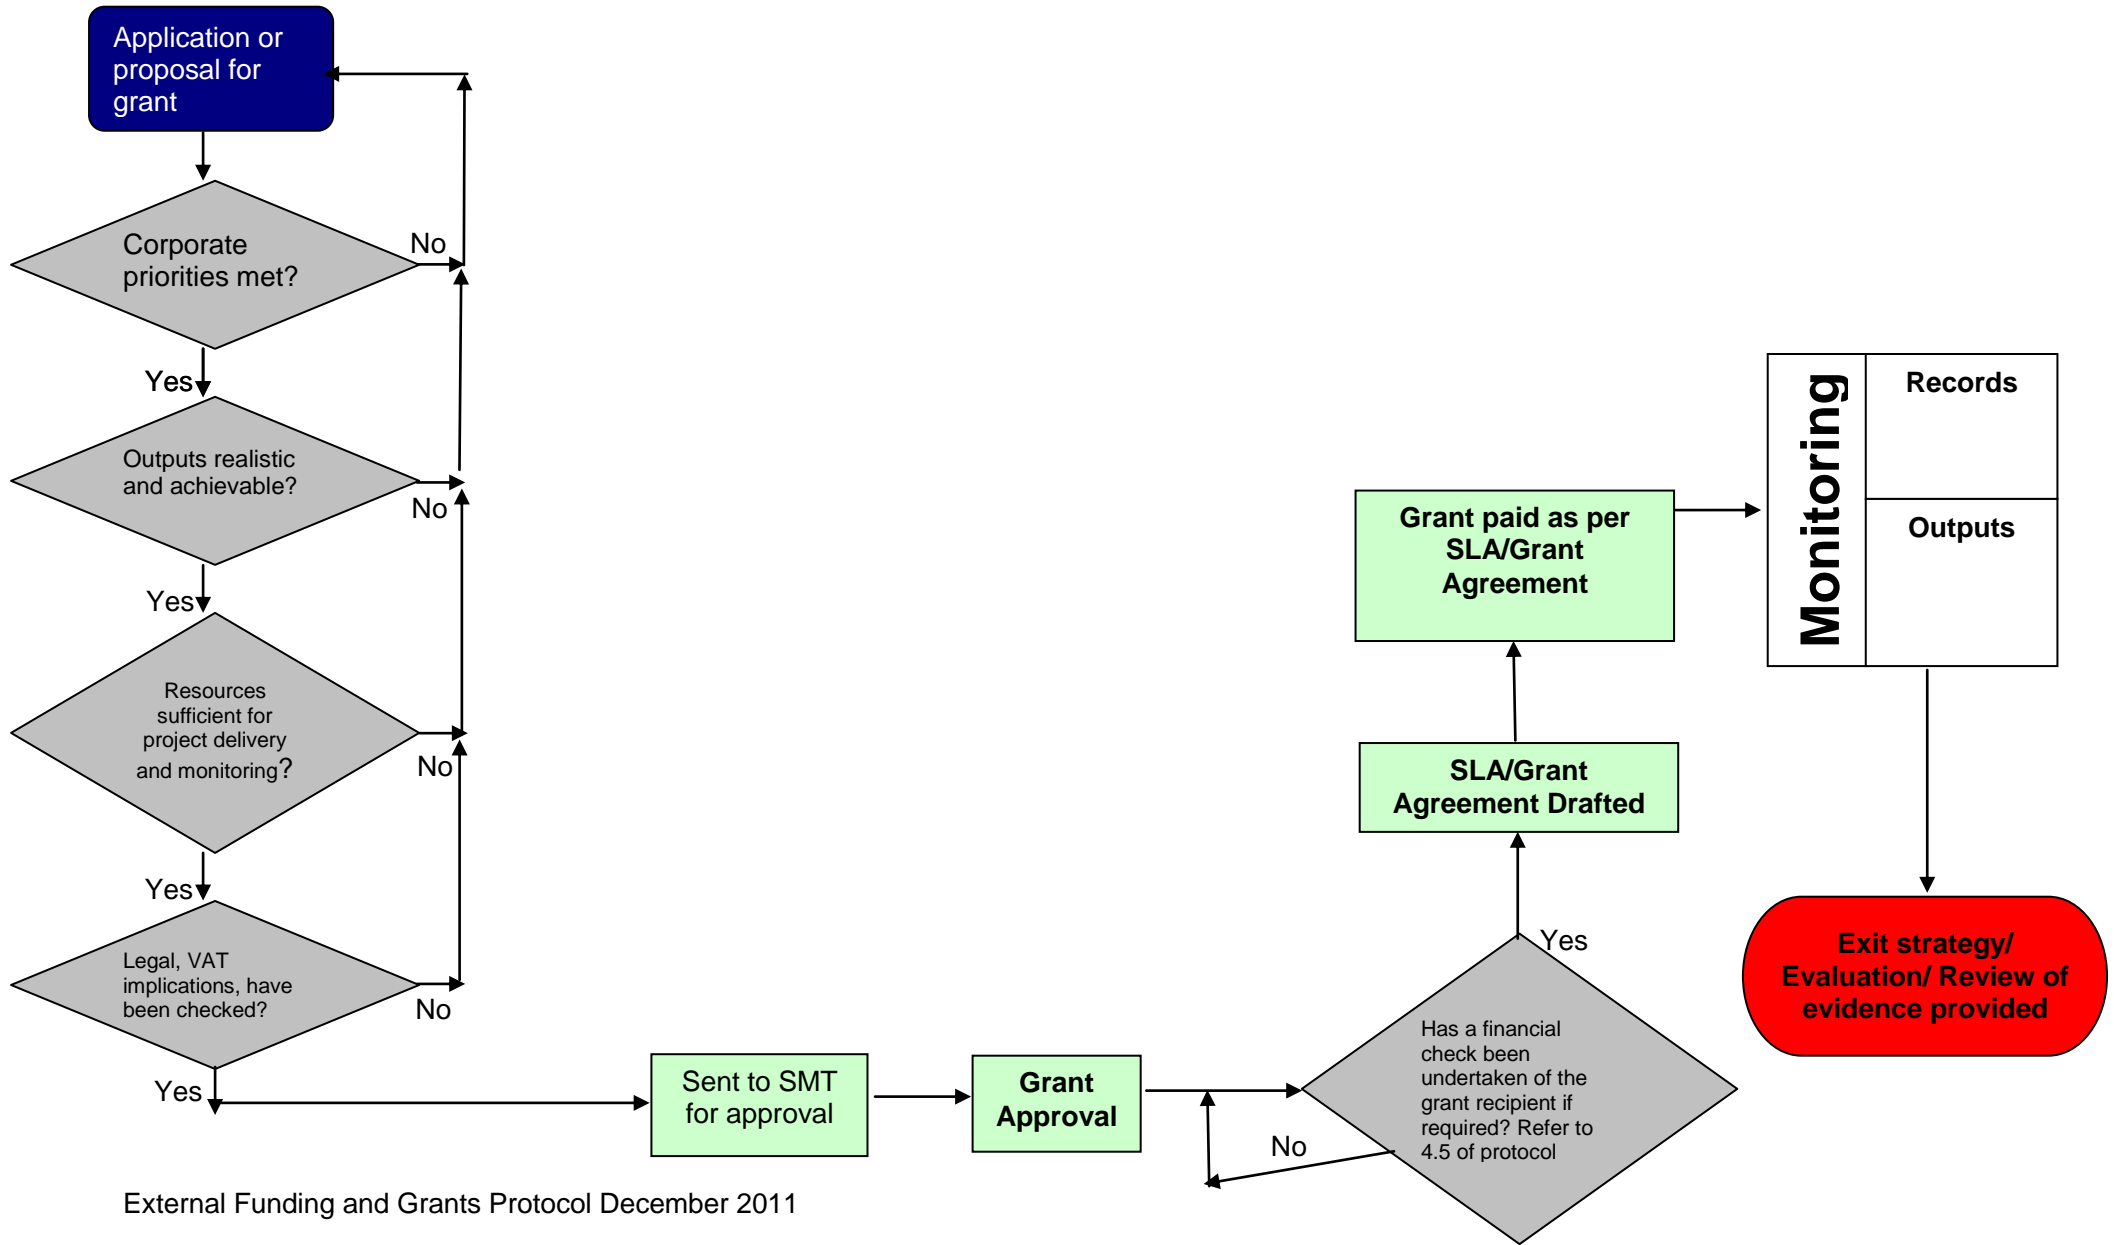 Application or
proposal for
grant
Corporate
priorities met?
No
Yes
Outputs realistic
and achievable?
No
Yes
Resources
sufficient for
project delivery
and monitoring?
No
Yes
Legal, VAT
implications, have
been checked?
No
Yes
Sent to SMT
for approval
Grant
Approval
No
Has a financial
check been
undertaken of the
grant recipient if
required? Refer to
4.5 of protocol
Yes
SLA/Grant
Agreement Drafted
Grant paid as per
SLA/Grant
Agreement
Monitoring
Records
Outputs
Exit strategy/
Evaluation/ Review of
evidence provided
External Funding and Grants Protocol December 2011